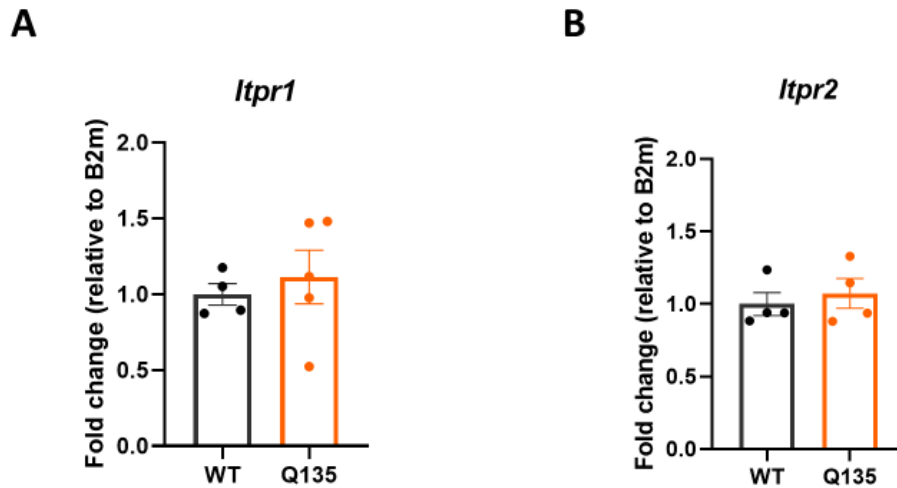 A
B
Itpr1
Itpr2
Fold change (relative to B2m)
2.0
1.5
1.0
0.5
0.0
WT Q135
Fold change (relative to B2m)
2.0
1.5
1.0
0.5
0.0
WT Q135